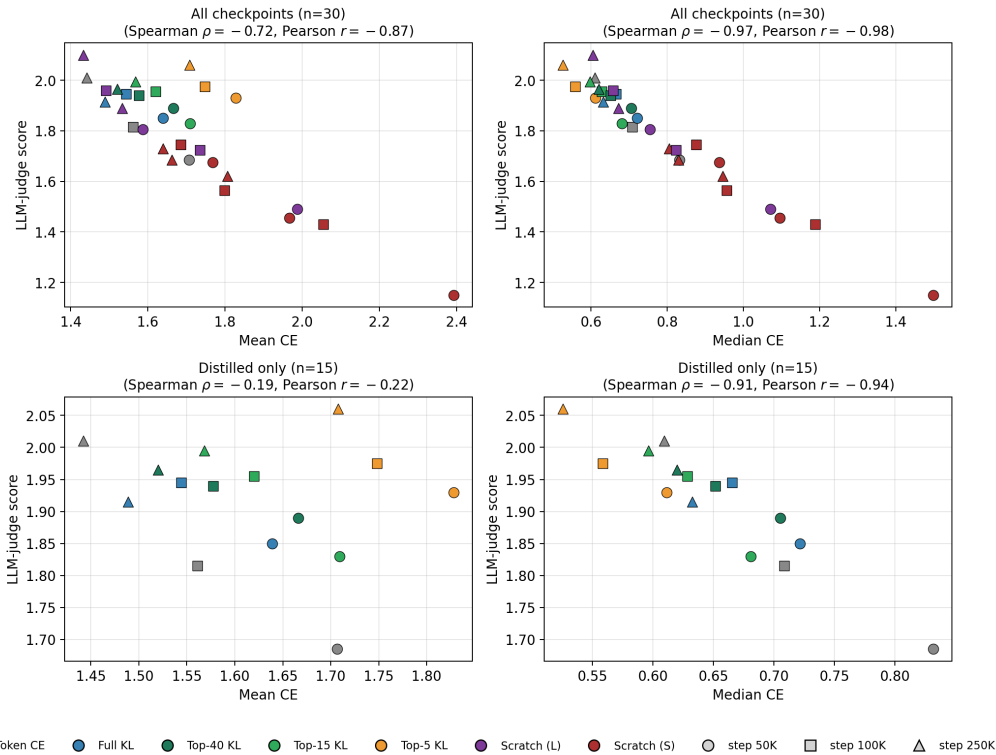 All checkpoints (n=30)
(Spearman ρ = −0.72, Pearson r = −0.87)
2.0
1.8
1.6
1.4
1.2
LLM-judge score
1.4 1.6 1.8 2.0 2.2 2.4
Mean CE
All checkpoints (n=30)
(Spearman ρ = −0.97, Pearson r = −0.98)
2.0
1.8
1.6
1.4
1.2
LLM-judge score
0.6 0.8 1.0 1.2 1.4
Median CE
Distilled only (n=15)
(Spearman ρ = −0.19, Pearson r = −0.22)
2.05
2.00
1.95
1.90
1.85
1.80
1.75
1.70
LLM-judge score
1.45 1.50 1.55 1.60 1.65 1.70 1.75 1.80
Mean CE
Distilled only (n=15)
(Spearman ρ = −0.91, Pearson r = −0.94)
2.05
2.00
1.95
1.90
1.85
1.80
1.75
1.70
LLM-judge score
0.55 0.60 0.65 0.70 0.75 0.80
Median CE
oken CE Full KL Top-40 KL Top-15 KL Top-5 KL Scratch (L) Scratch (S) step 50K step 100K step 250K